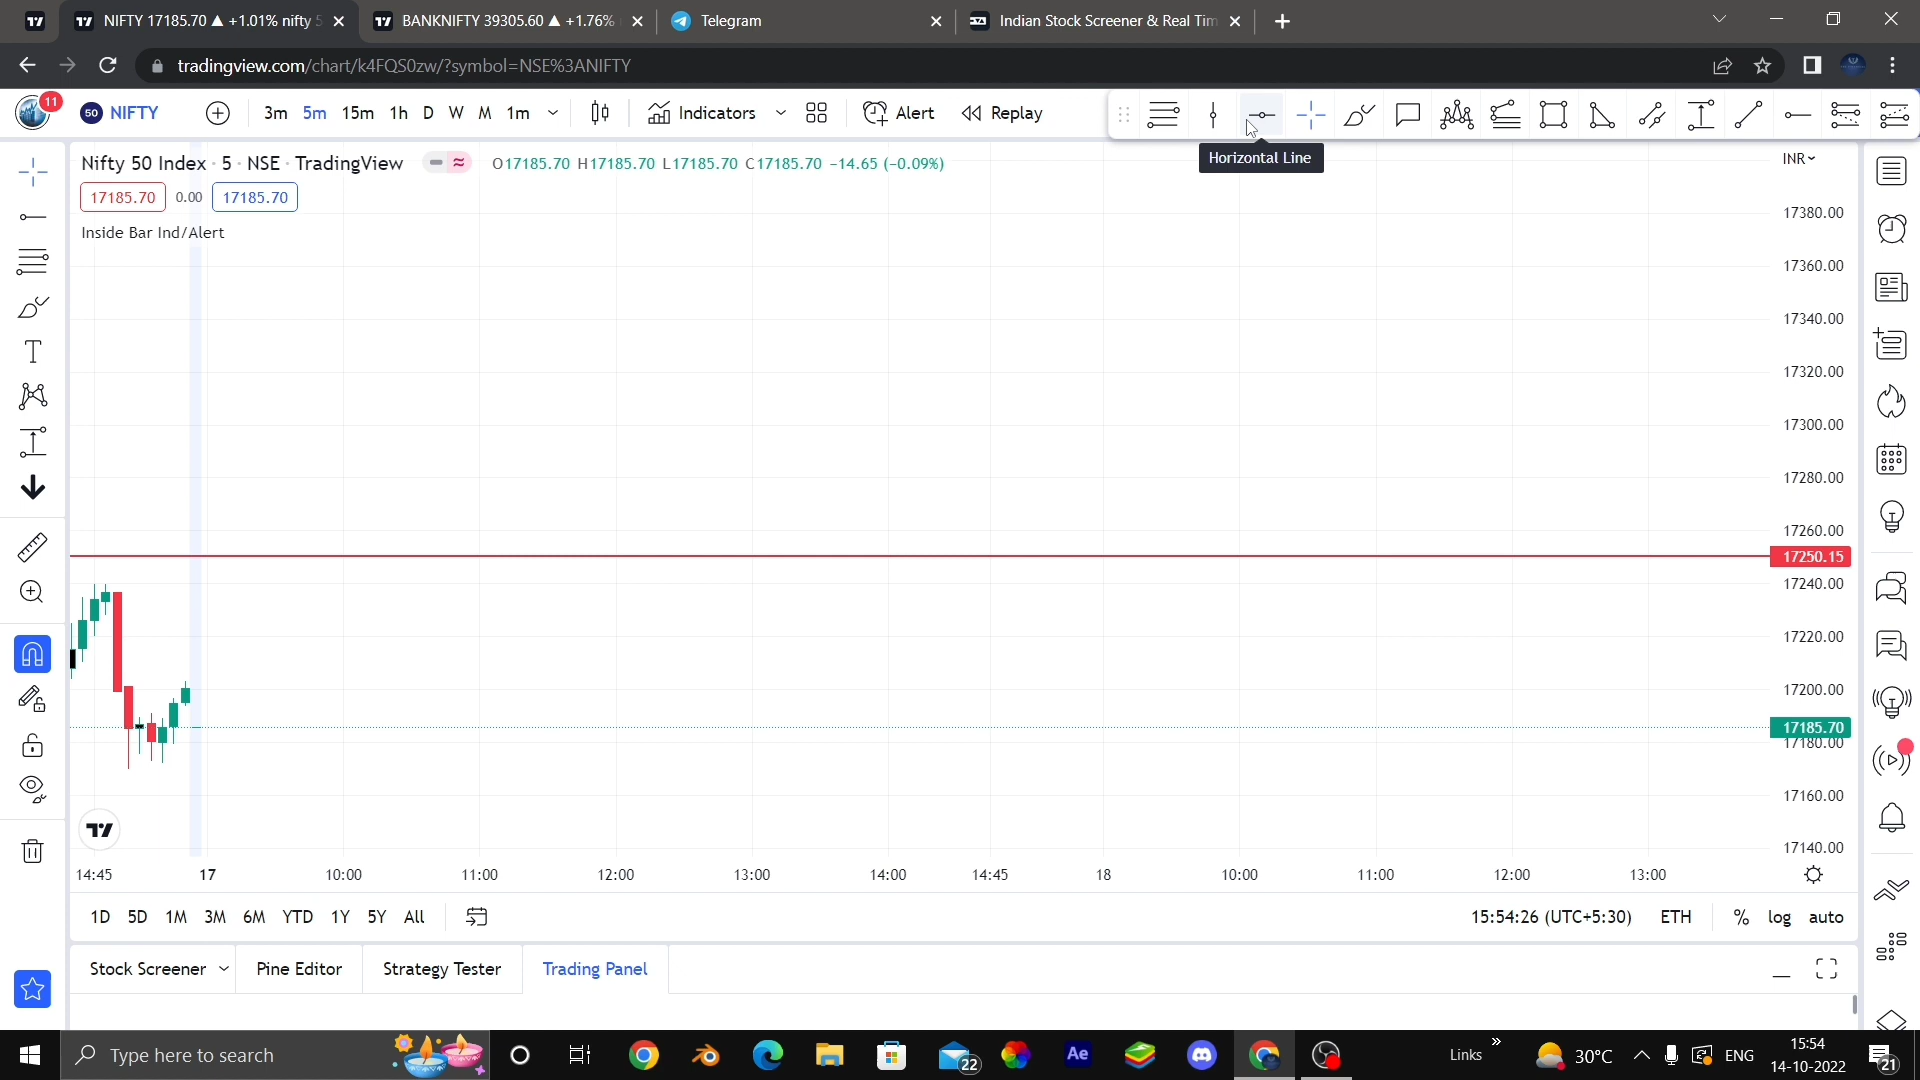 NIFTY 17185.70 ▲ +1.01% nifty 5
BANKNIFTY 39305.60 ▲ +1.76%
Telegram
Indian Stock Screener & Real Tim
tradingview.com/chart/k4FQS0zw/?symbol=NSE%3ANIFTY
11
50 NIFTY
3m 5m 15m 1h D W M 1m
Indicators
Alert
Replay
Horizontal Line
Nifty 50 Index · 5 · NSE · TradingView
O17185.70 H17185.70 L17185.70 C17185.70 −14.65 (−0.09%)
INR
17185.70 0.00 17185.70
Inside Bar Ind/Alert
17380.00
17360.00
17340.00
17320.00
17300.00
17280.00
17260.00
17250.15
17240.00
17220.00
17200.00
17185.70
17180.00
17160.00
17140.00
14:45 17 10:00 11:00 12:00 13:00 14:00 14:45 18 10:00 11:00 12:00 13:00
1D 5D 1M 3M 6M YTD 1Y 5Y All
15:54:26 (UTC+5:30) ETH % log auto
Stock Screener
Pine Editor
Strategy Tester
Trading Panel
Type here to search
22
Ae
Links
30°C
ENG
15:54
14-10-2022
21